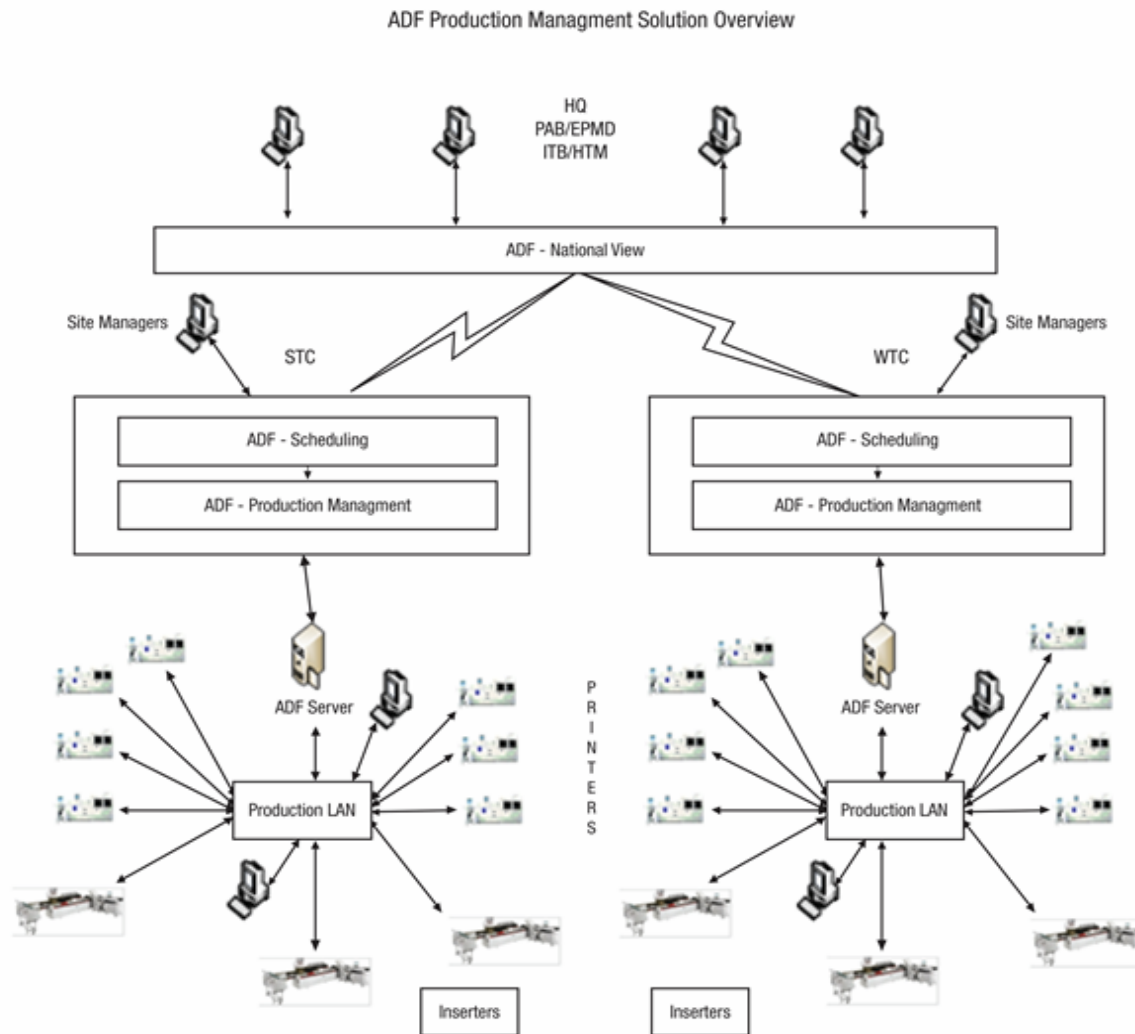 ADF Production Managment Solution Overview
HQ
PAB/EPMD
ITB/HTM
ADF - National View
Site Managers
Site Managers
STC
WTC
ADF - Scheduling
ADF - Scheduling
ADF - Production Managment
ADF - Production Managment
ADF Server
PRINTERS
ADF Server
Production LAN
Production LAN
Inserters
Inserters